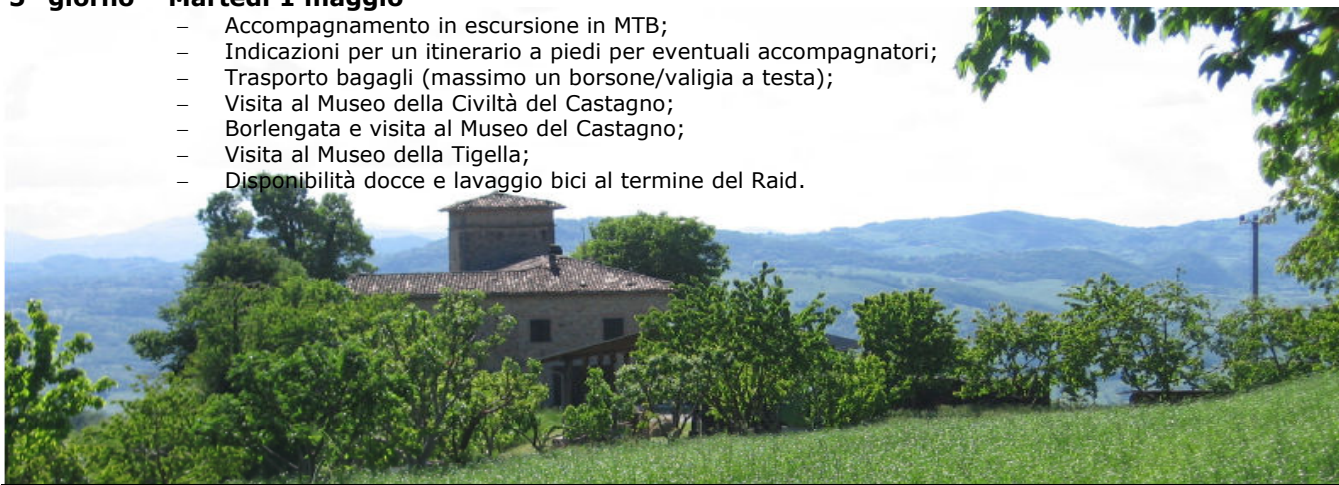 giorno – Martedì 1 maggio
– Accompagnamento in escursione in MTB;
– Indicazioni per un itinerario a piedi per eventuali accompagnatori;
– Trasporto bagagli (massimo un borsone/valigia a testa);
– Visita al Museo della Civiltà del Castagno;
– Borlengata e visita al Museo del Castagno;
– Visita al Museo della Tigella;
– Disponibilità docce e lavaggio bici al termine del Raid.